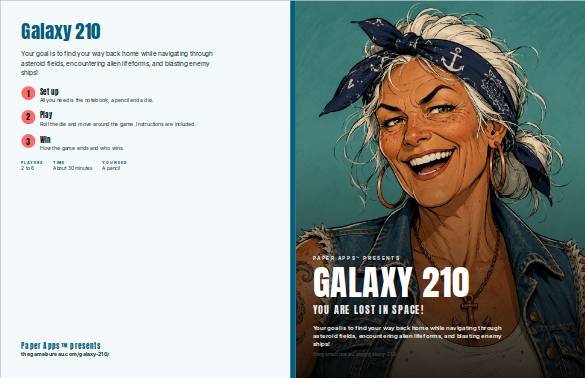 Galaxy 210
Your goal is to find your way back home while navigating through
asteroid fields, encountering alien lifeforms, and blasting enemy
ships!
1 Set up
All you need is the notebook, a pencil and a die.
2 Play
Roll the die and move around the game. Instructions are included.
3 Win
How the game ends and who wins.
PLAYERS TIME YOU NEED
2 to 6 About 30 minutes A pencil
Paper Apps™ presents
thegamebureau.com/galaxy-210/
PAPER APPS™ PRESENTS
GALAXY 210
YOU ARE LOST IN SPACE!
Your goal is to find your way back home while navigating through
asteroid fields, encountering alien lifeforms, and blasting enemy
ships!